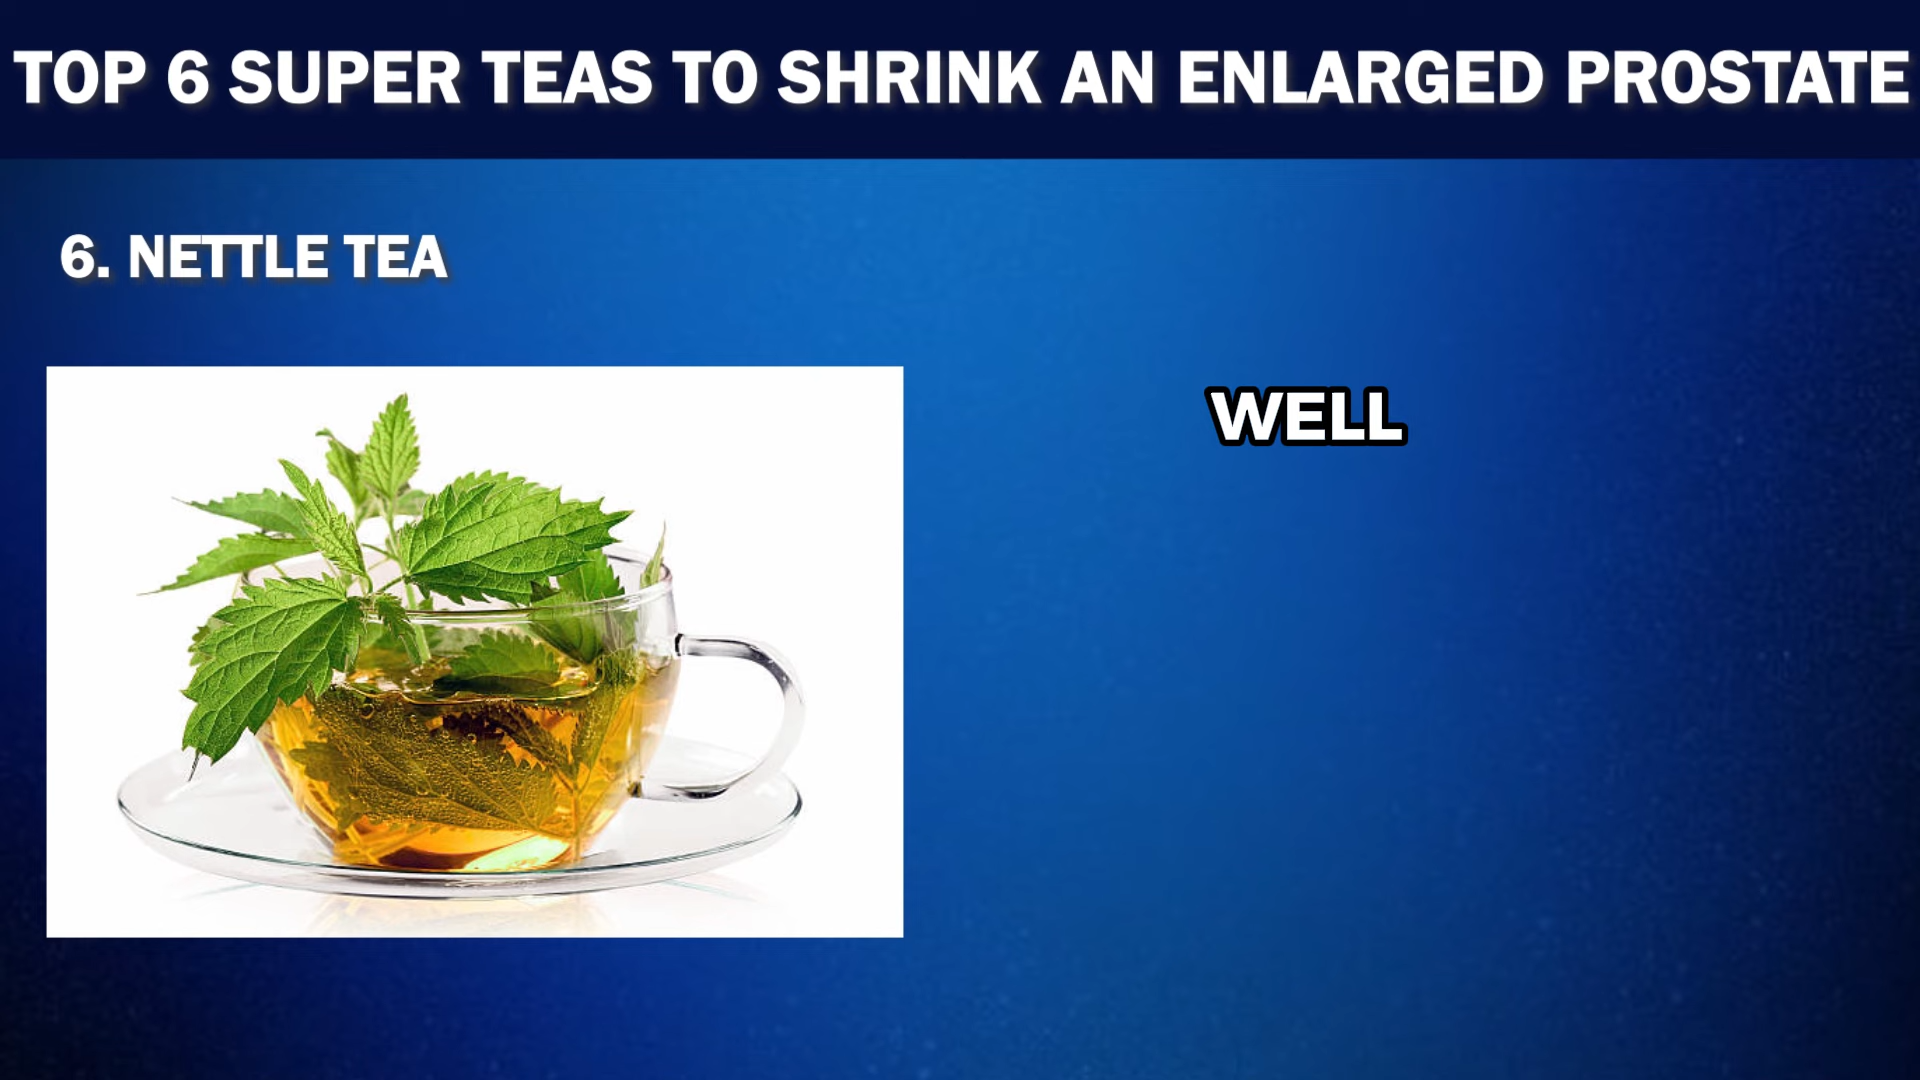 TOP 6 SUPER TEAS TO SHRINK AN ENLARGED PROSTATE
6. NETTLE TEA
WELL